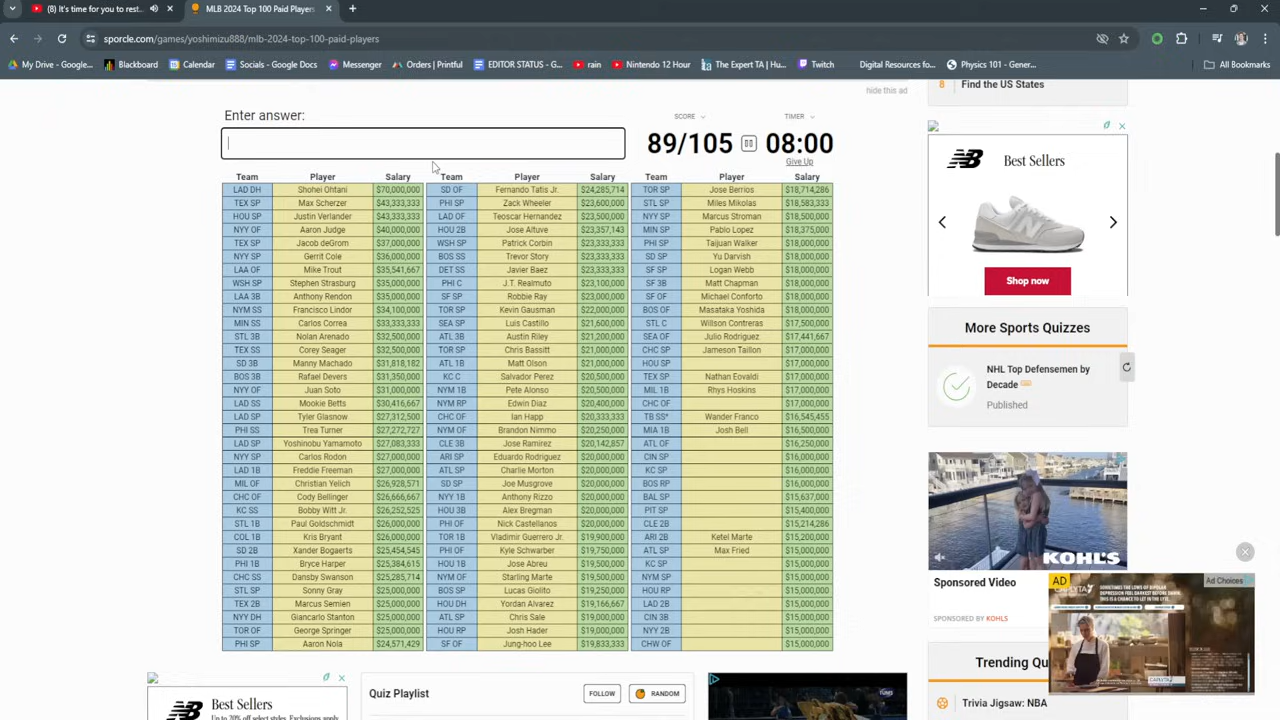 (1) It's time for you to desp
MLB 2024 Top 100 Paid Players
sporcle.com/games/yoshimizu888/mlb-2024-top-100-paid-players
My Drive - Google... Blackboard Calendar Socials - Google Docs Messenger Orders | Printful EDITOR STATUS - G... rain Nintendo 12 Hour The Expert TA | Hu... Twitch Digital Resources fo... Physics 101 - Gener... All Bookmarks
hide this ad
8 Find the US States
Enter answer:
SCORE TIMER
89/105 08:00
Give Up
Team Player Salary Team Player Salary Team Player Salary
LAD DH Shohei Ohtani $70,000,000 SD OF Fernando Tatis Jr. $24,285,714 TOR SP Jose Berrios $18,714,286
TEX SP Max Scherzer $43,333,333 PHI SP Zack Wheeler $23,600,000 STL SP Miles Mikolas $18,583,333
HOU SP Justin Verlander $43,333,333 LAD OF Teoscar Hernandez $23,500,000 NYY SP Marcus Stroman $18,500,000
NYY OF Aaron Judge $40,000,000 HOU 2B Jose Altuve $23,357,143 MIN SP Pablo Lopez $18,375,000
TEX SP Jacob deGrom $37,000,000 WSH SP Patrick Corbin $23,333,333 PHI SP Taijuan Walker $18,000,000
NYY SP Gerrit Cole $36,000,000 BOS SS Trevor Story $23,333,333 SD SP Yu Darvish $18,000,000
LAA OF Mike Trout $35,541,667 DET SS Javier Baez $23,333,333 SF SP Logan Webb $18,000,000
WSH SP Stephen Strasburg $35,000,000 PHI C J.T. Realmuto $23,100,000 SF 3B Matt Chapman $18,000,000
LAA 3B Anthony Rendon $35,000,000 SF SP Robbie Ray $23,000,000 SF OF Michael Conforto $18,000,000
NYM SS Francisco Lindor $34,100,000 TOR SP Kevin Gausman $22,000,000 BOS OF Masataka Yoshida $18,000,000
MIN SS Carlos Correa $33,333,333 SEA SP Luis Castillo $21,600,000 STL C Willson Contreras $17,500,000
STL 3B Nolan Arenado $32,500,000 ATL 3B Austin Riley $21,200,000 SEA OF Julio Rodriguez $17,441,667
TEX SS Corey Seager $32,500,000 TOR SP Chris Bassitt $21,000,000 CHC SP Jameson Taillon $17,000,000
SD 3B Manny Machado $31,818,182 ATL 1B Matt Olson $21,000,000 HOU SP $17,000,000
BOS 3B Rafael Devers $31,350,000 KC C Salvador Perez $20,500,000 TEX SP Nathan Eovaldi $17,000,000
NYY OF Juan Soto $31,000,000 NYM 1B Pete Alonso $20,500,000 MIL 1B Rhys Hoskins $17,000,000
LAD SS Mookie Betts $30,416,667 NYM RP Edwin Diaz $20,400,000 CHC OF $17,000,000
LAD SP Tyler Glasnow $27,312,500 CHC OF Ian Happ $20,333,333 TB SS* Wander Franco $16,545,455
PHI SS Trea Turner $27,272,727 NYM OF Brandon Nimmo $20,250,000 MIA 1B Josh Bell $16,500,000
LAD SP Yoshinobu Yamamoto $27,083,333 CLE 3B Jose Ramirez $20,142,857 ATL OF $16,250,000
NYY SP Carlos Rodon $27,000,000 ARI SP Eduardo Rodriguez $20,000,000 CIN SP $16,000,000
LAD 1B Freddie Freeman $27,000,000 ATL SP Charlie Morton $20,000,000 KC SP $16,000,000
MIL OF Christian Yelich $26,928,571 SD SP Joe Musgrove $20,000,000 BOS RP $16,000,000
CHC OF Cody Bellinger $26,666,667 NYY 1B Anthony Rizzo $20,000,000 BAL SP $15,637,000
KC SS Bobby Witt Jr. $26,252,525 HOU 3B Alex Bregman $20,000,000 PIT SP $15,400,000
STL 1B Paul Goldschmidt $26,000,000 PHI OF Nick Castellanos $20,000,000 CLE 2B $15,214,286
COL 1B Kris Bryant $26,000,000 TOR 1B Vladimir Guerrero Jr. $19,900,000 ARI 2B Ketel Marte $15,200,000
SD 2B Xander Bogaerts $25,454,545 PHI OF Kyle Schwarber $19,750,000 ATL SP Max Fried $15,000,000
PHI 1B Bryce Harper $25,384,615 HOU 1B Jose Abreu $19,500,000 KC SP $15,000,000
CHC SS Dansby Swanson $25,285,714 NYM OF Starling Marte $19,500,000 NYM SP $15,000,000
STL SP Sonny Gray $25,000,000 BOS SP Lucas Giolito $19,250,000 HOU RP $15,000,000
TEX 2B Marcus Semien $25,000,000 HOU DH Yordan Alvarez $19,166,667 LAD 2B $15,000,000
NYY DH Giancarlo Stanton $25,000,000 ATL SP Chris Sale $19,000,000 CIN 3B $15,000,000
TOR OF George Springer $25,000,000 HOU RP Josh Hader $19,000,000 NYY 2B $15,000,000
PHI SP Aaron Nola $24,571,429 SF OF Jung-hoo Lee $19,833,333 CHW OF $15,000,000
Best Sellers
Shop now
More Sports Quizzes
NHL Top Defensemen by
Decade
Published
KOHL'S
Sponsored Video
FROM KOHLS
AD
Ad Choices
Trending Qu
Trivia Jigsaw: NBA
Best Sellers
Quiz Playlist FOLLOW RANDOM